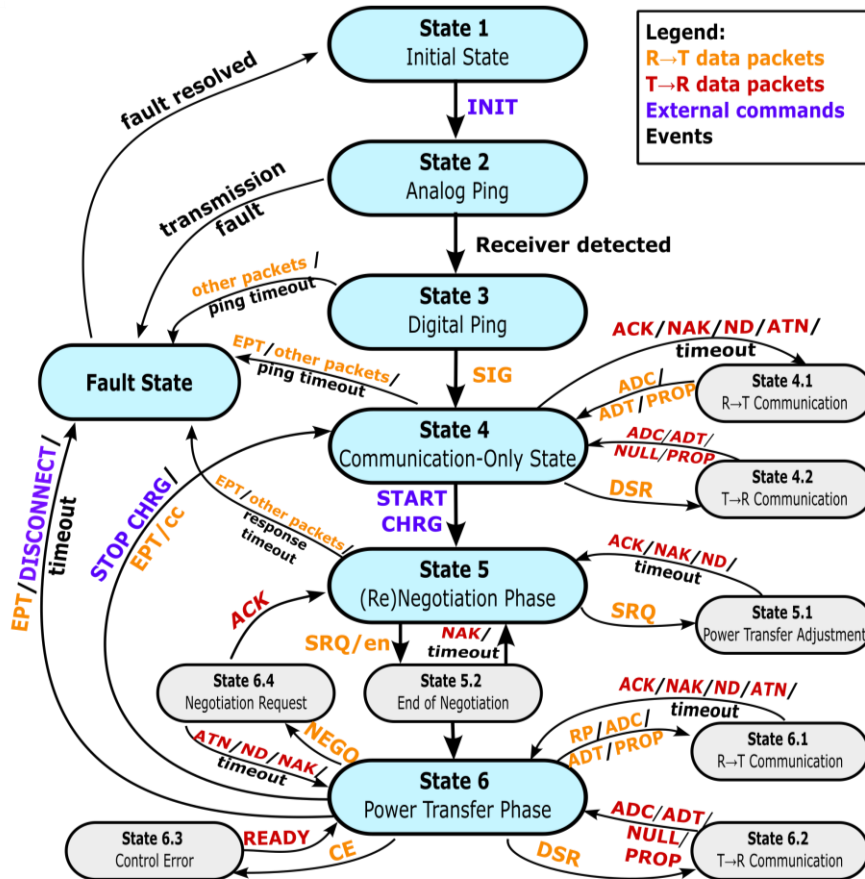 State 1
Initial State
Legend:
R→T data packets
T→R data packets
External commands
Events
fault resolved
INIT
State 2
Analog Ping
transmission
fault
Receiver detected
other packets /
ping timeout
State 3
Digital Ping
ACK/NAK/ND/ATN/
timeout
EPT/other packets/
ping timeout
SIG
Fault State
ADC/
ADT/PROP
State 4.1
R→T Communication
State 4
Communication-Only State
ADC/ADT/
NULL/PROP
DSR
State 4.2
T→R Communication
START
CHRG
EPT/DISCONNECT/
timeout
STOP CHRG/
EPT/cc
EPT/other packets/
response
timeout
ACK/NAK/ND/
timeout
State 5
(Re)Negotiation Phase
SRQ
State 5.1
Power Transfer Adjustment
ACK
SRQ/en
NAK/
timeout
State 6.4
Negotiation Request
State 5.2
End of Negotiation
ACK/NAK/ND/ATN/
timeout
NEGO
ATN/ND/NAK/
timeout
RP/ADC/
ADT/PROP
State 6.1
R→T Communication
State 6
Power Transfer Phase
ADC/ADT/
NULL/
PROP
State 6.3
Control Error
READY
CE
DSR
State 6.2
T→R Communication